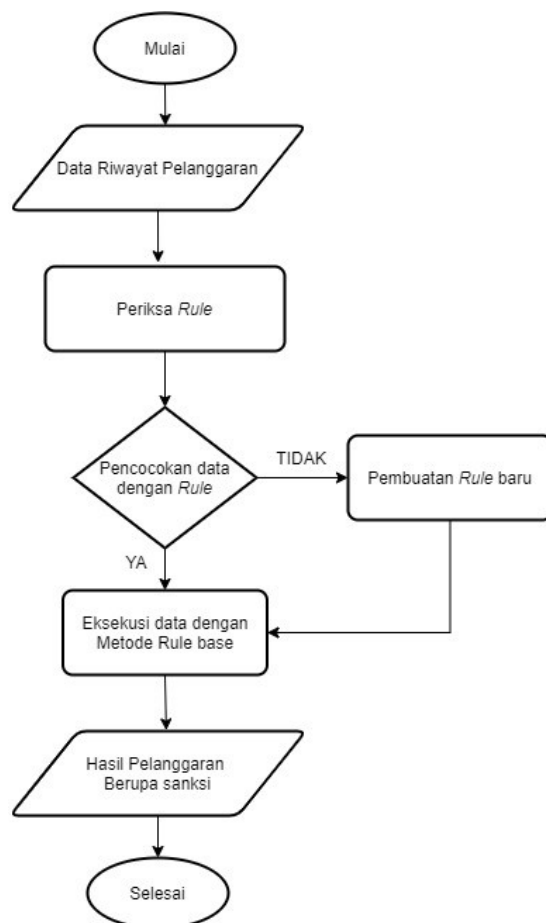 Mulai
Data Riwayat Pelanggaran
Periksa Rule
Pencocokan data
dengan Rule
TIDAK
Pembuatan Rule baru
YA
Eksekusi data dengan
Metode Rule base
Hasil Pelanggaran
Berupa sanksi
Selesai